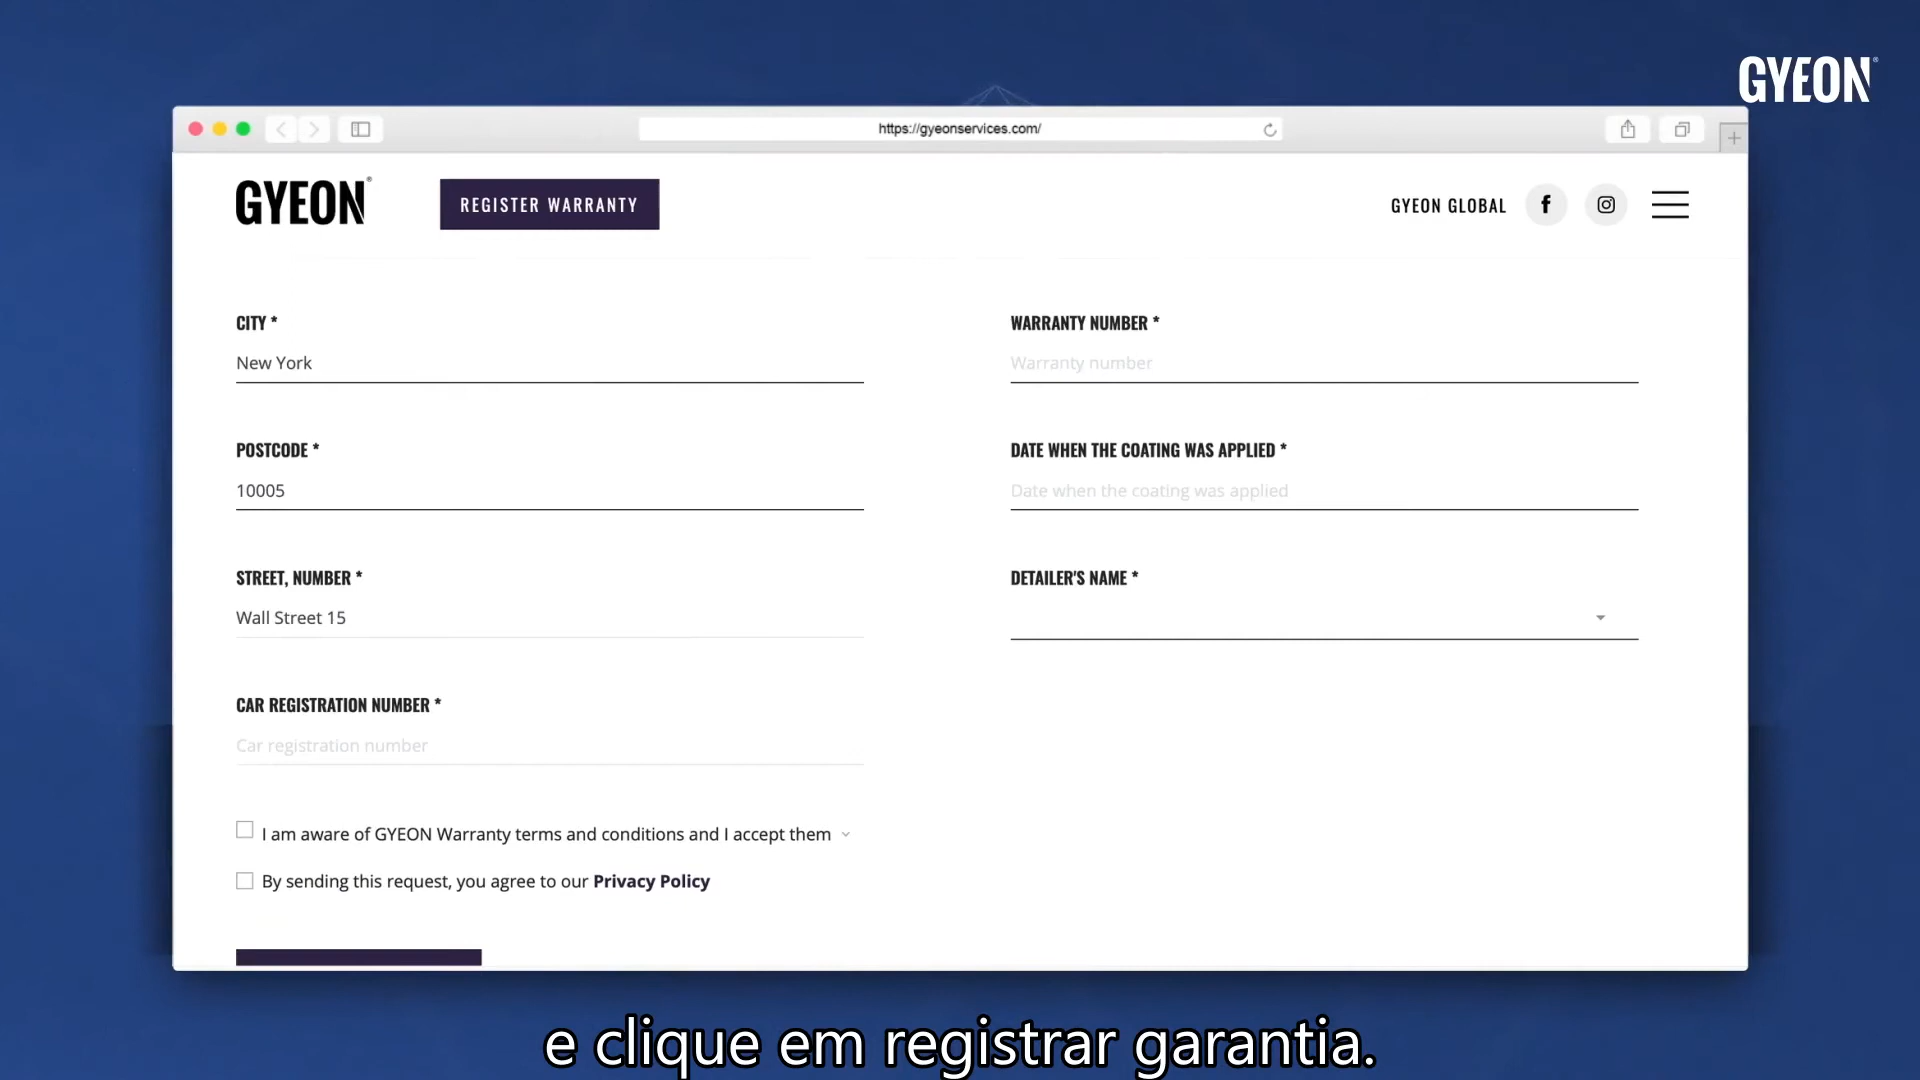 GYEON®
https://gyeonservices.com/
GYEON®
REGISTER WARRANTY
GYEON GLOBAL
CITY *
New York
WARRANTY NUMBER *
Warranty number
POSTCODE *
10005
DATE WHEN THE COATING WAS APPLIED *
Date when the coating was applied
STREET, NUMBER *
Wall Street 15
DETAILER'S NAME *
CAR REGISTRATION NUMBER *
Car registration number
I am aware of GYEON Warranty terms and conditions and I accept them
By sending this request, you agree to our Privacy Policy
e clique em registrar garantia.